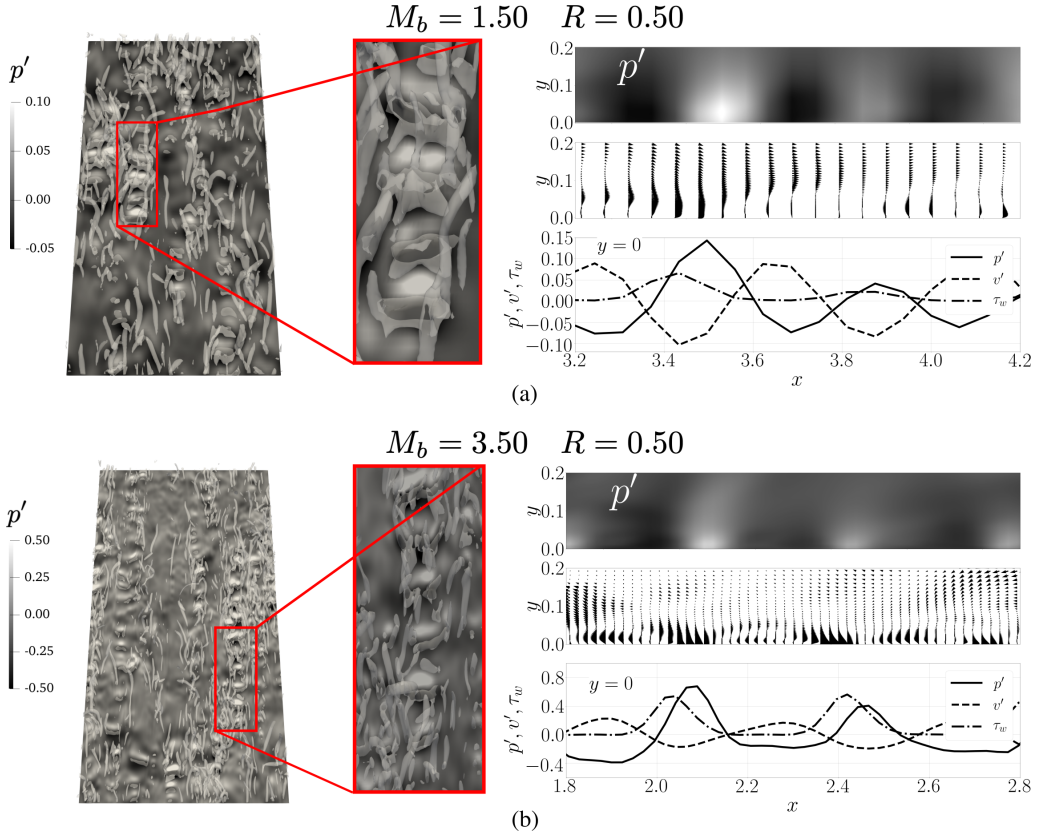 M_b = 1.50 R = 0.50
p′
0.10
0.05
0.00
-0.05
p′
y
0.2
0.1
0.0
y
0.2
0.1
0.0
p′, v′, τ_w
0.15
0.10
0.05
0.00
−0.05
−0.10
y = 0
p′
v′
τ_w
3.2 3.4 3.6 3.8 4.0 4.2
x
(a)
M_b = 3.50 R = 0.50
p′
0.50
0.25
0.00
-0.25
-0.50
p′
y
0.2
0.1
0.0
y
0.2
0.1
0.0
p′, v′, τ_w
0.8
0.4
0.0
−0.4
y = 0
p′
v′
τ_w
1.8 2.0 2.2 2.4 2.6 2.8
x
(b)